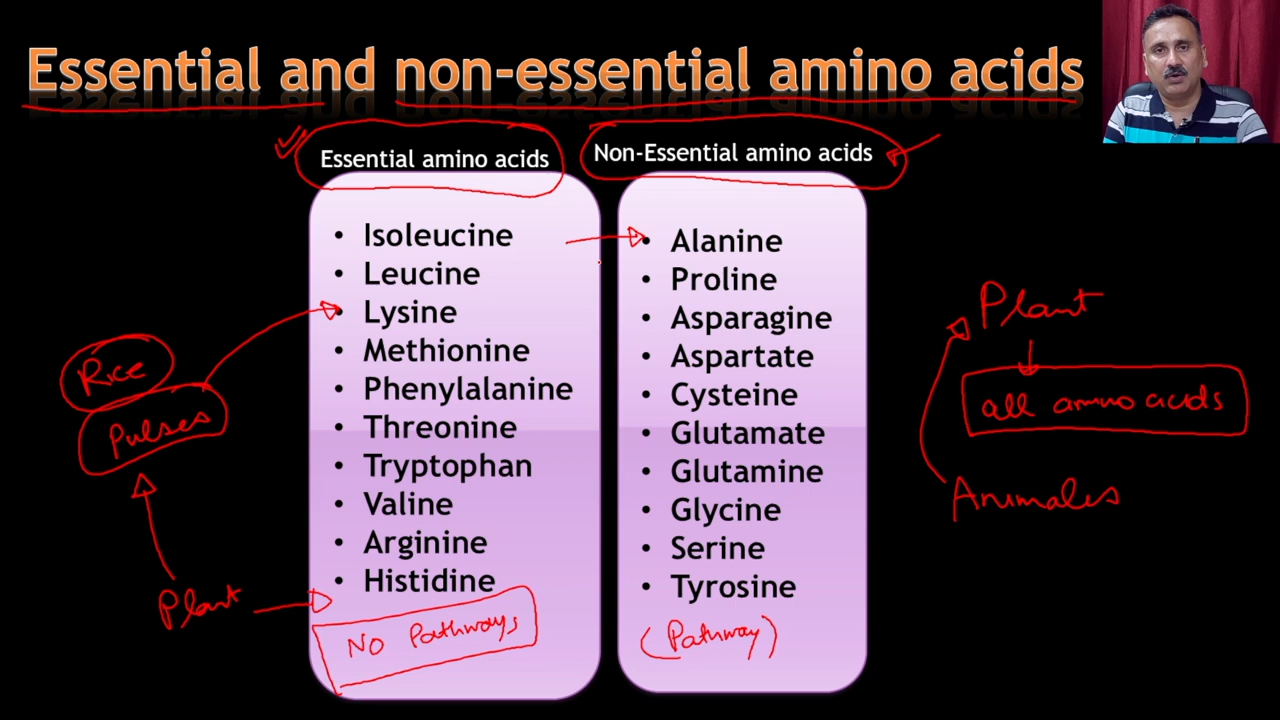 Essential and non-essential amino acids
Essential amino acids
Isoleucine
Leucine
Lysine
Methionine
Phenylalanine
Threonine
Tryptophan
Valine
Arginine
Histidine
No Pathways
Non-Essential amino acids
Alanine
Proline
Asparagine
Aspartate
Cysteine
Glutamate
Glutamine
Glycine
Serine
Tyrosine
(Pathway)
Rice
Pulses
Plant
Plant
all amino acids
Animales